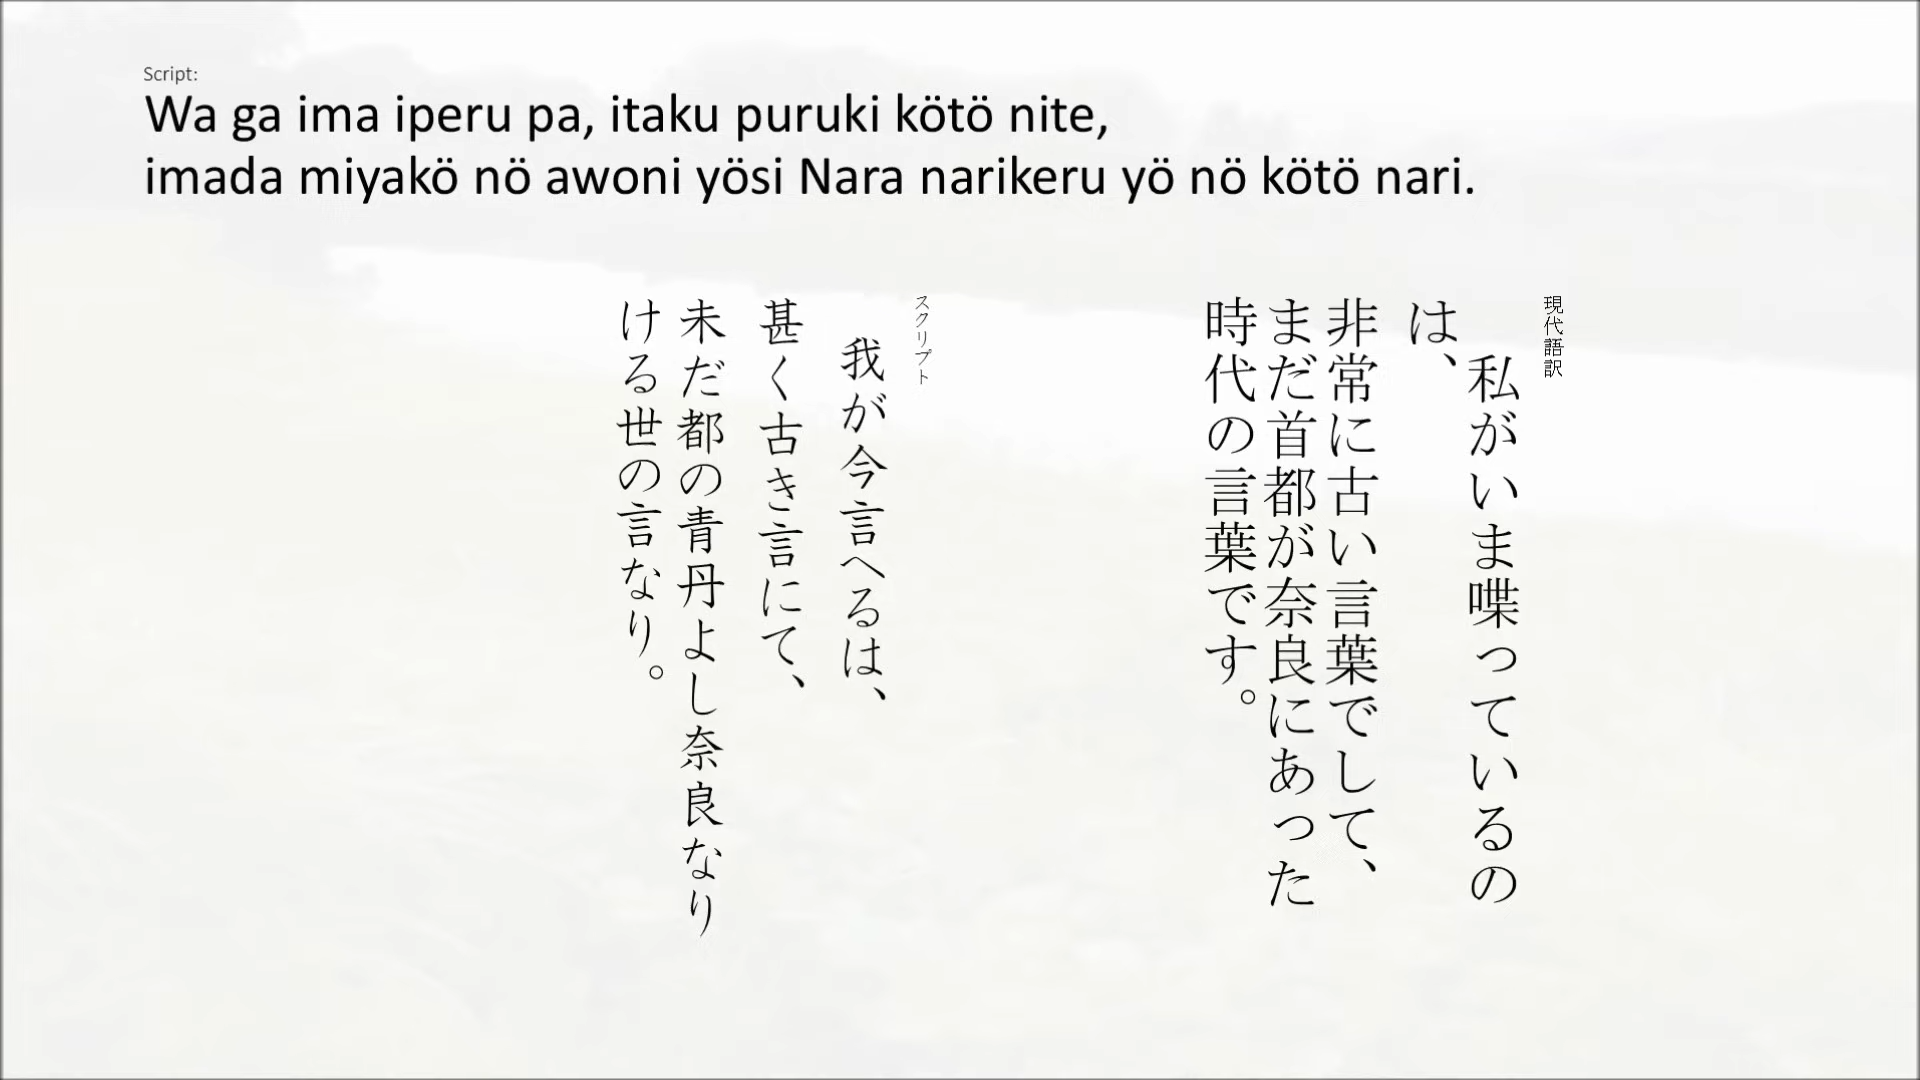 Script:
Wa ga ima iperu pa, itaku puruki kötö nite,
imada miyakö nö awoni yösi Nara narikeru yö nö kötö nari.
現代語訳
私がいま喋っているの
は、
非常に古い言葉でして、
まだ首都が奈良にあった
時代の言葉です。
スクリプト
我が今言へるは、
甚く古き言にて、
未だ都の青丹よし奈良なり
ける世の言なり。